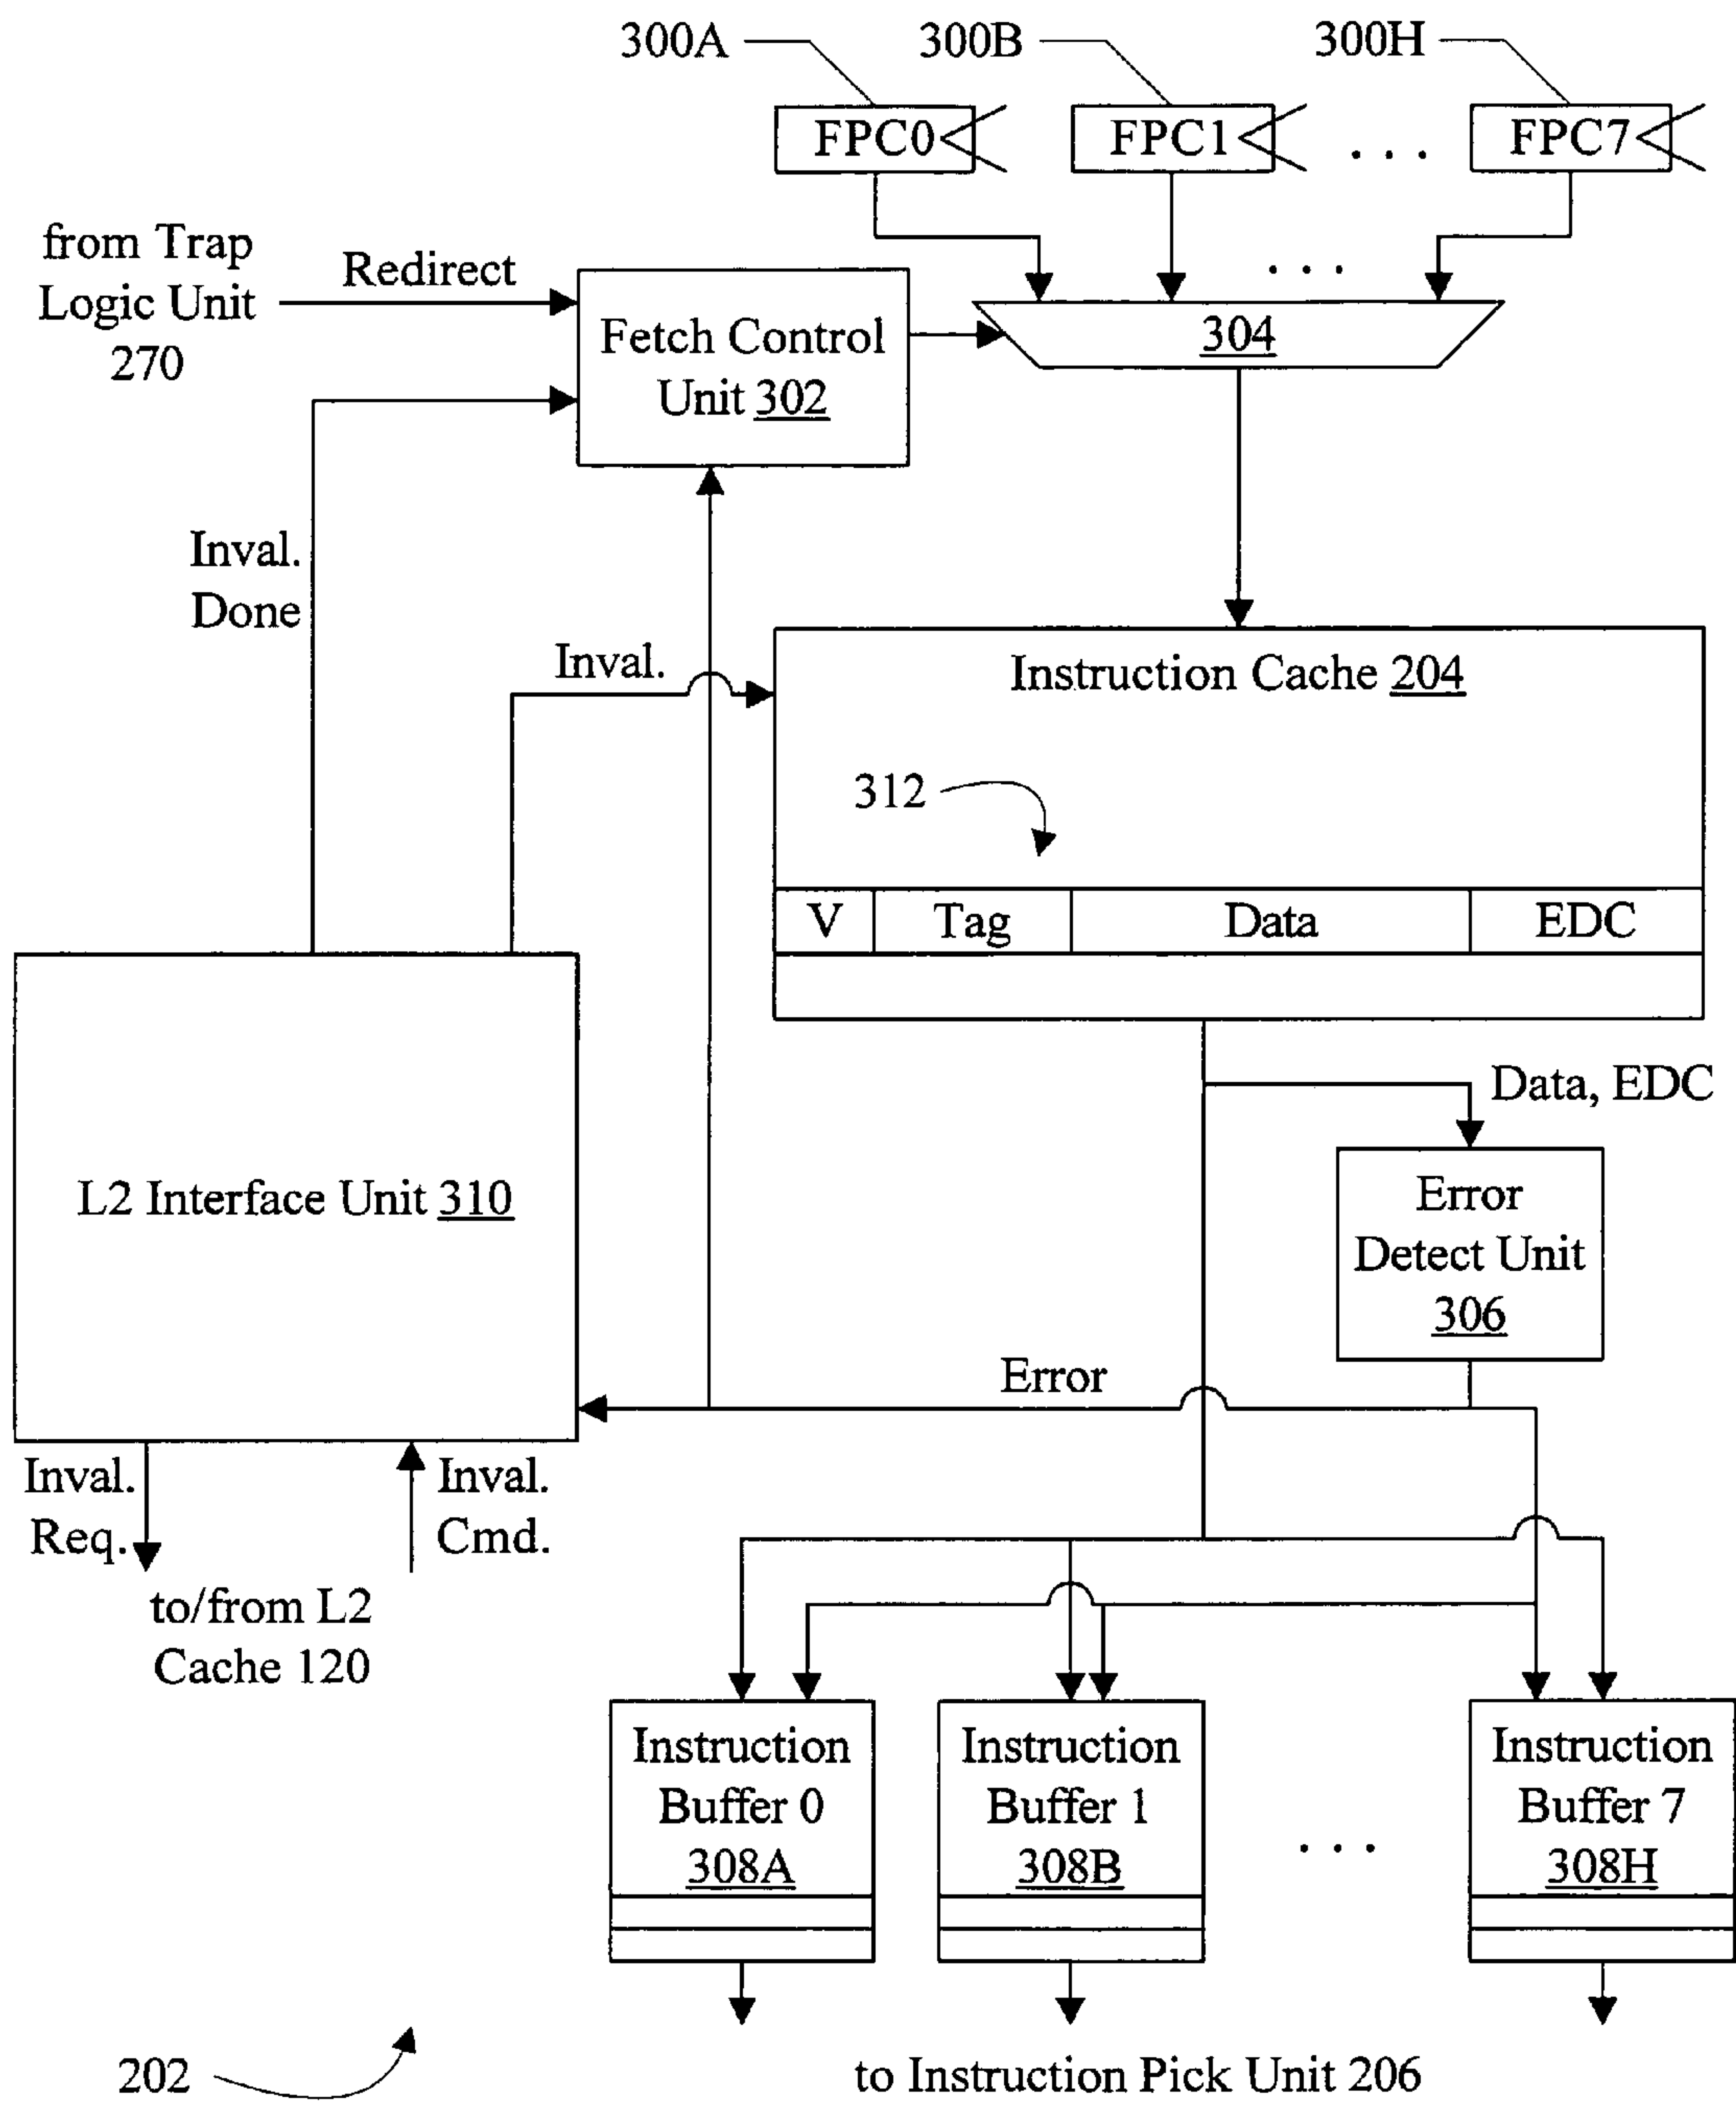 300A
300B
300H
FPC0
FPC1
. . .
FPC7
from Trap
Logic Unit
270
Redirect
Fetch Control
Unit 302
. . .
304
Inval.
Done
Inval.
Instruction Cache 204
312
V
Tag
Data
EDC
Data, EDC
L2 Interface Unit 310
Error
Detect Unit
306
Error
Inval.
Req.
Inval.
Cmd.
to/from L2
Cache 120
Instruction
Buffer 0
308A
Instruction
Buffer 1
308B
. . .
Instruction
Buffer 7
308H
202
to Instruction Pick Unit 206